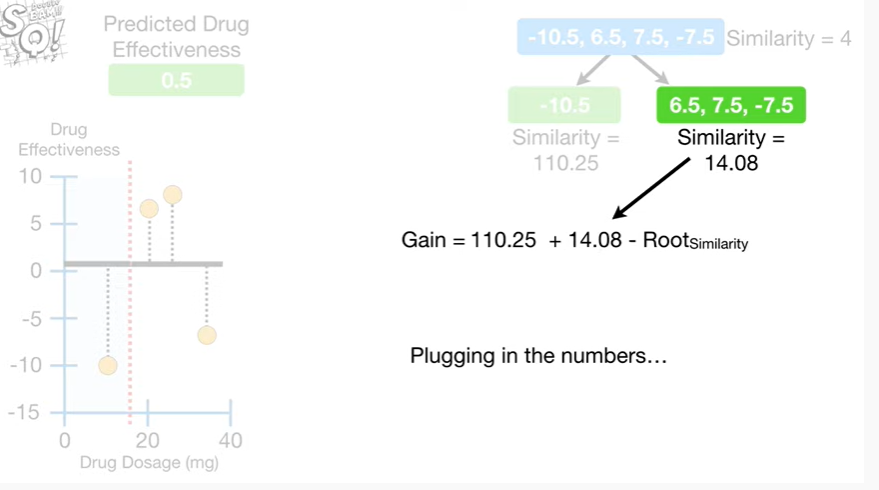 SQ!
Predicted Drug
Effectiveness
0.5
-10.5, 6.5, 7.5, -7.5 Similarity = 4
-10.5
6.5, 7.5, -7.5
Similarity =
110.25
Similarity =
14.08
Gain = 110.25 + 14.08 - RootSimilarity
Plugging in the numbers…
Drug
Effectiveness
10
5
0
-5
-10
-15
0
20
40
Drug Dosage (mg)